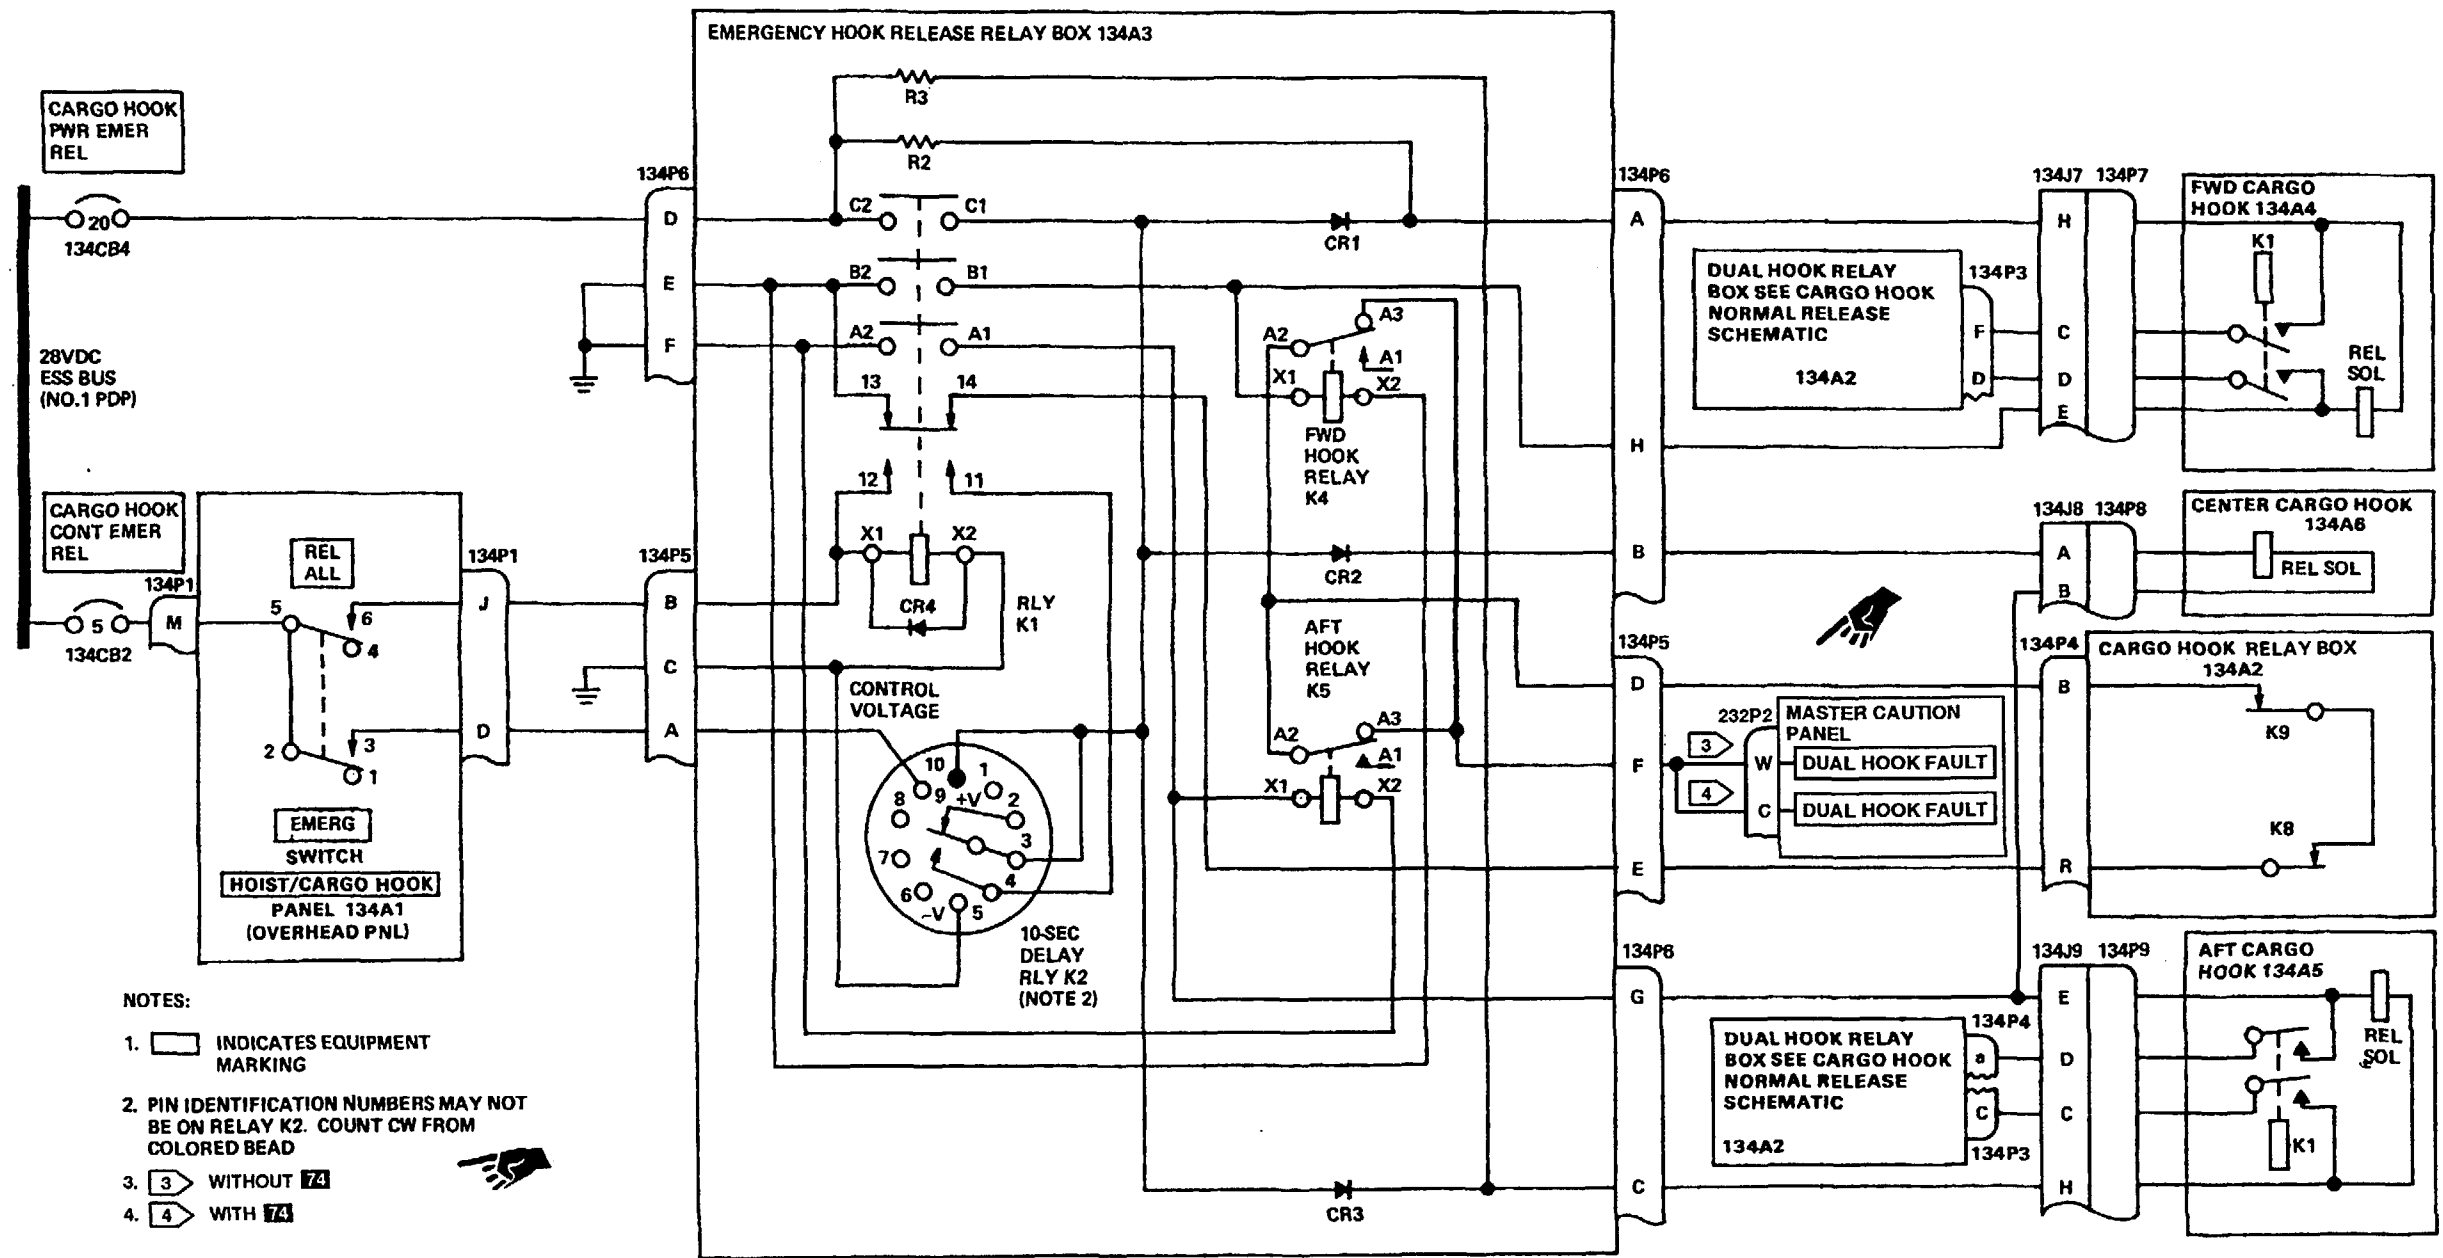 EMERGENCY HOOK RELEASE RELAY BOX 134A3
CARGO HOOK
PWR EMER
REL
20
134CB4
28VDC
ESS BUS
(NO.1 PDP)
CARGO HOOK
CONT EMER
REL
5
134CB2
134P1
M
REL
ALL
5
6
4
2
3
1
EMERG
SWITCH
HOIST/CARGO HOOK
PANEL 134A1
(OVERHEAD PNL)
134P1
J
D
134P6
D
E
F
134P5
B
C
A
R3
R2
C2
C1
B2
B1
A2
A1
13
14
12
11
X1
X2
CR4
RLY
K1
CONTROL
VOLTAGE
10
1
9
+V
2
8
3
7
4
6
-V
5
10-SEC
DELAY
RLY K2
(NOTE 2)
CR1
A2
A3
A1
X1
X2
FWD
HOOK
RELAY
K4
CR2
AFT
HOOK
RELAY
K5
A2
A3
A1
X1
X2
CR3
134P6
A
H
B
134P5
D
F
E
134P6
G
C
DUAL HOOK RELAY
BOX SEE CARGO HOOK
NORMAL RELEASE
SCHEMATIC
134A2
134P3
F
D
134J7 134P7
H
C
D
E
FWD CARGO
HOOK 134A4
K1
REL
SOL
134J8 134P8
A
B
CENTER CARGO HOOK
134A6
REL SOL
134P4
B
R
CARGO HOOK RELAY BOX
134A2
K9
K8
232P2
3
4
W
C
MASTER CAUTION
PANEL
DUAL HOOK FAULT
DUAL HOOK FAULT
DUAL HOOK RELAY
BOX SEE CARGO HOOK
NORMAL RELEASE
SCHEMATIC
134A2
134P4
a
C
134P3
134J9 134P9
E
D
C
H
AFT CARGO
HOOK 134A5
REL
SOL
K1
NOTES:
1. INDICATES EQUIPMENT
MARKING
2. PIN IDENTIFICATION NUMBERS MAY NOT
BE ON RELAY K2. COUNT CW FROM
COLORED BEAD
3. 3 WITHOUT 74
4. 4 WITH 74